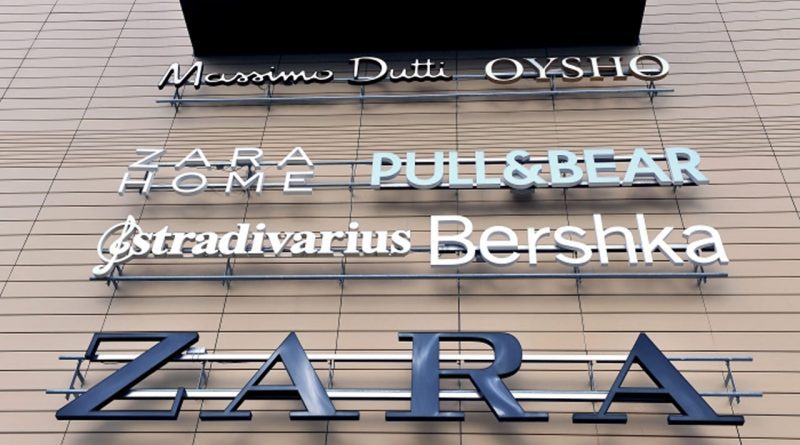 Massimo Dutti OYSHO
ZARA
HOME
PULL&BEAR
stradivarius Bershka
ZARA